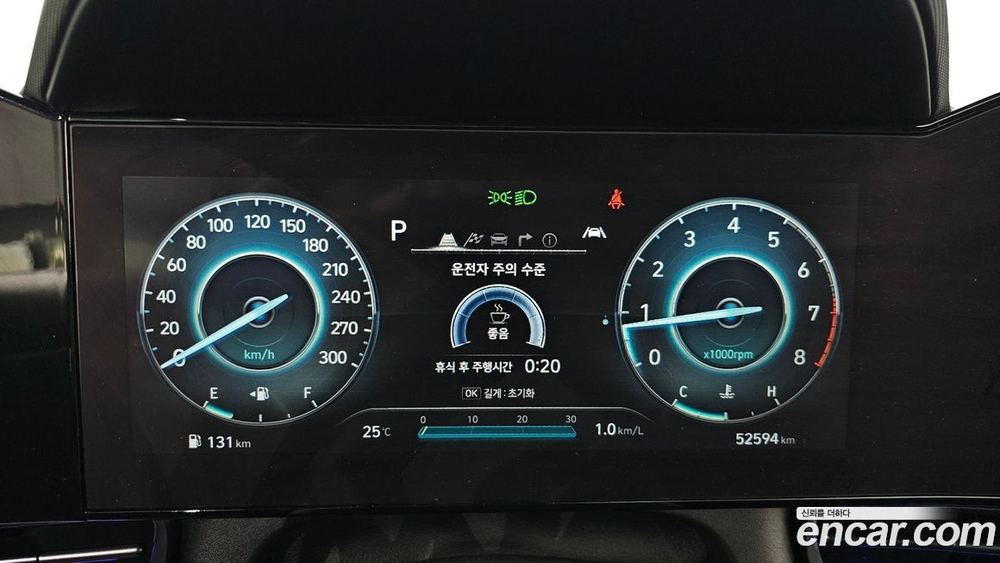 P
운전자 주의 수준
좋음
휴식 후 주행시간 0:20
OK 길게 : 초기화
0 20 40 60 80 100 120 150 180 210 240 270 300
km/h
E F
131 km
25℃
0 10 20 30
1.0 km/L
0 1 2 3 4 5 6 7 8
x1000rpm
C H
52594 km
신뢰를 더하다
encar.com